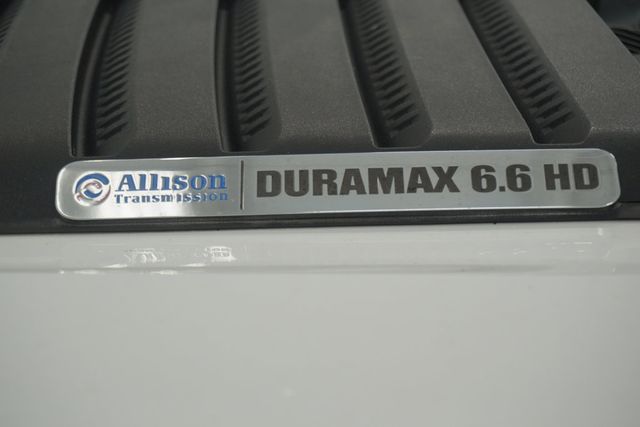 Allison DURAMAX 6.6 HD
Transmission